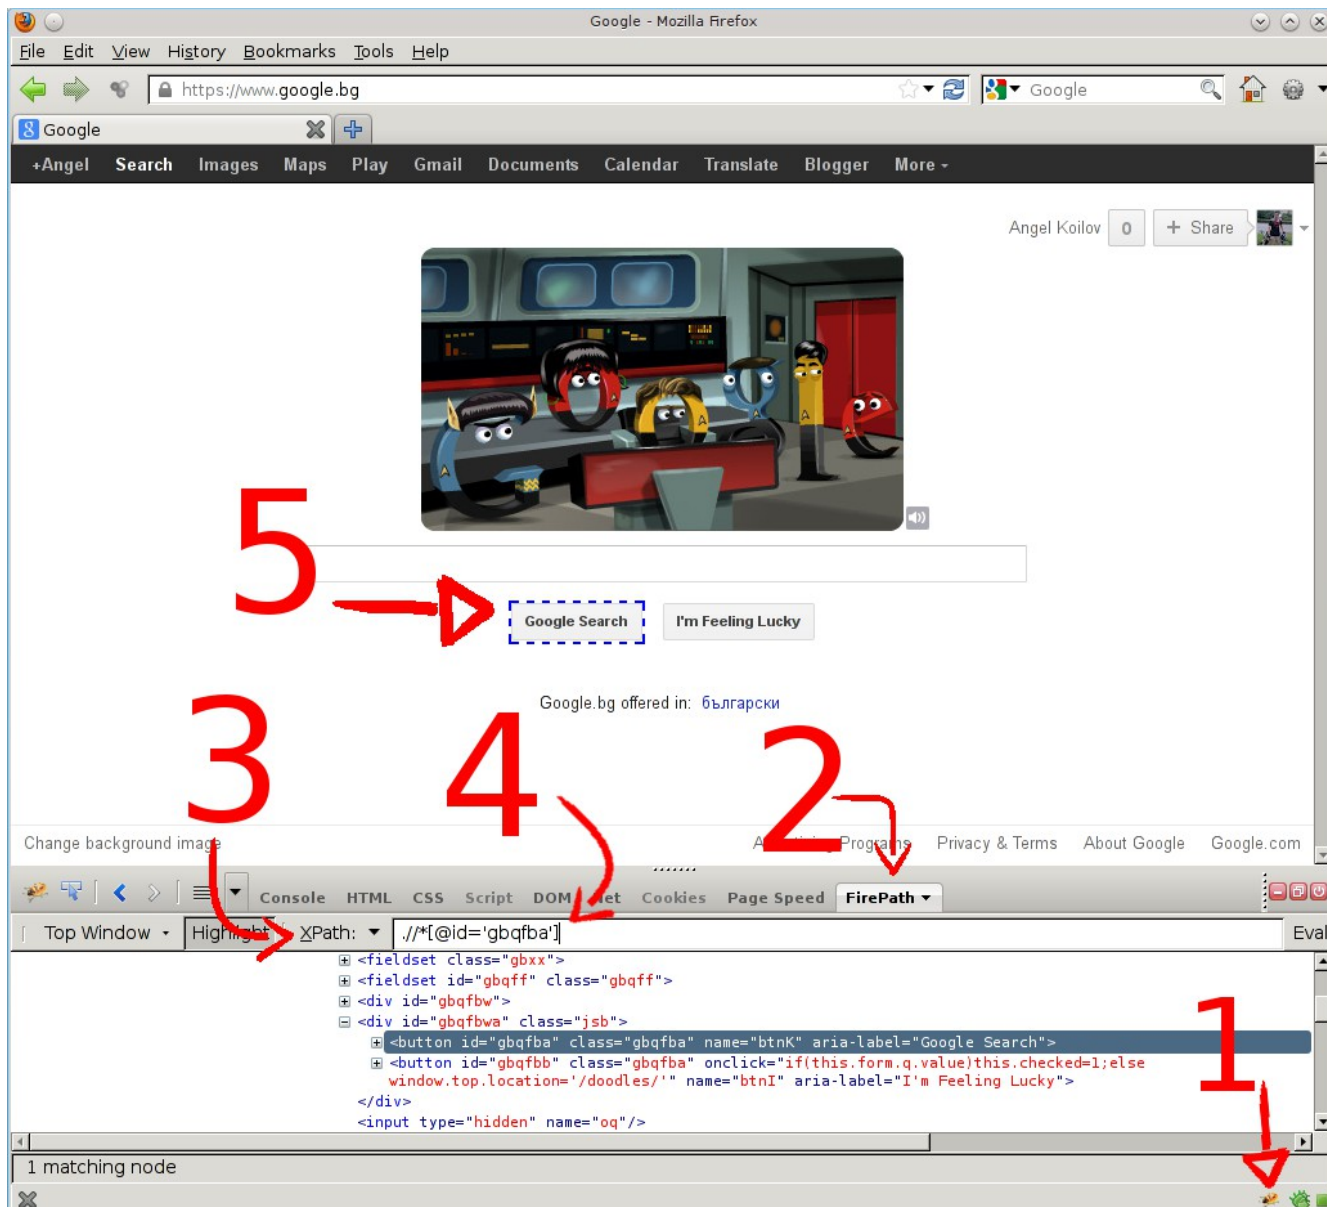 Google - Mozilla Firefox
File Edit View History Bookmarks Tools Help
https://www.google.bg Google
Google
+Angel Search Images Maps Play Gmail Documents Calendar Translate Blogger More
Angel Koilov 0 + Share
5
Google Search I'm Feeling Lucky
Google.bg offered in: български
3 4 2
Change background image Advertising Programs Privacy & Terms About Google Google.com
Console HTML CSS Script DOM Net Cookies Page Speed FirePath
Top Window Highlight XPath: .//*[@id='gbqfba'] Eval
<fieldset class="gbxx">
<fieldset id="gbqff" class="gbqff">
<div id="gbqfbw">
<div id="gbqfbwa" class="jsb">
<button id="gbqfba" class="gbqfba" name="btnK" aria-label="Google Search">
<button id="gbqfbb" class="gbqfba" onclick="if(this.form.q.value)this.checked=1;else
window.top.location='/doodles/'" name="btnI" aria-label="I'm Feeling Lucky">
</div>
<input type="hidden" name="oq"/>
1
1 matching node